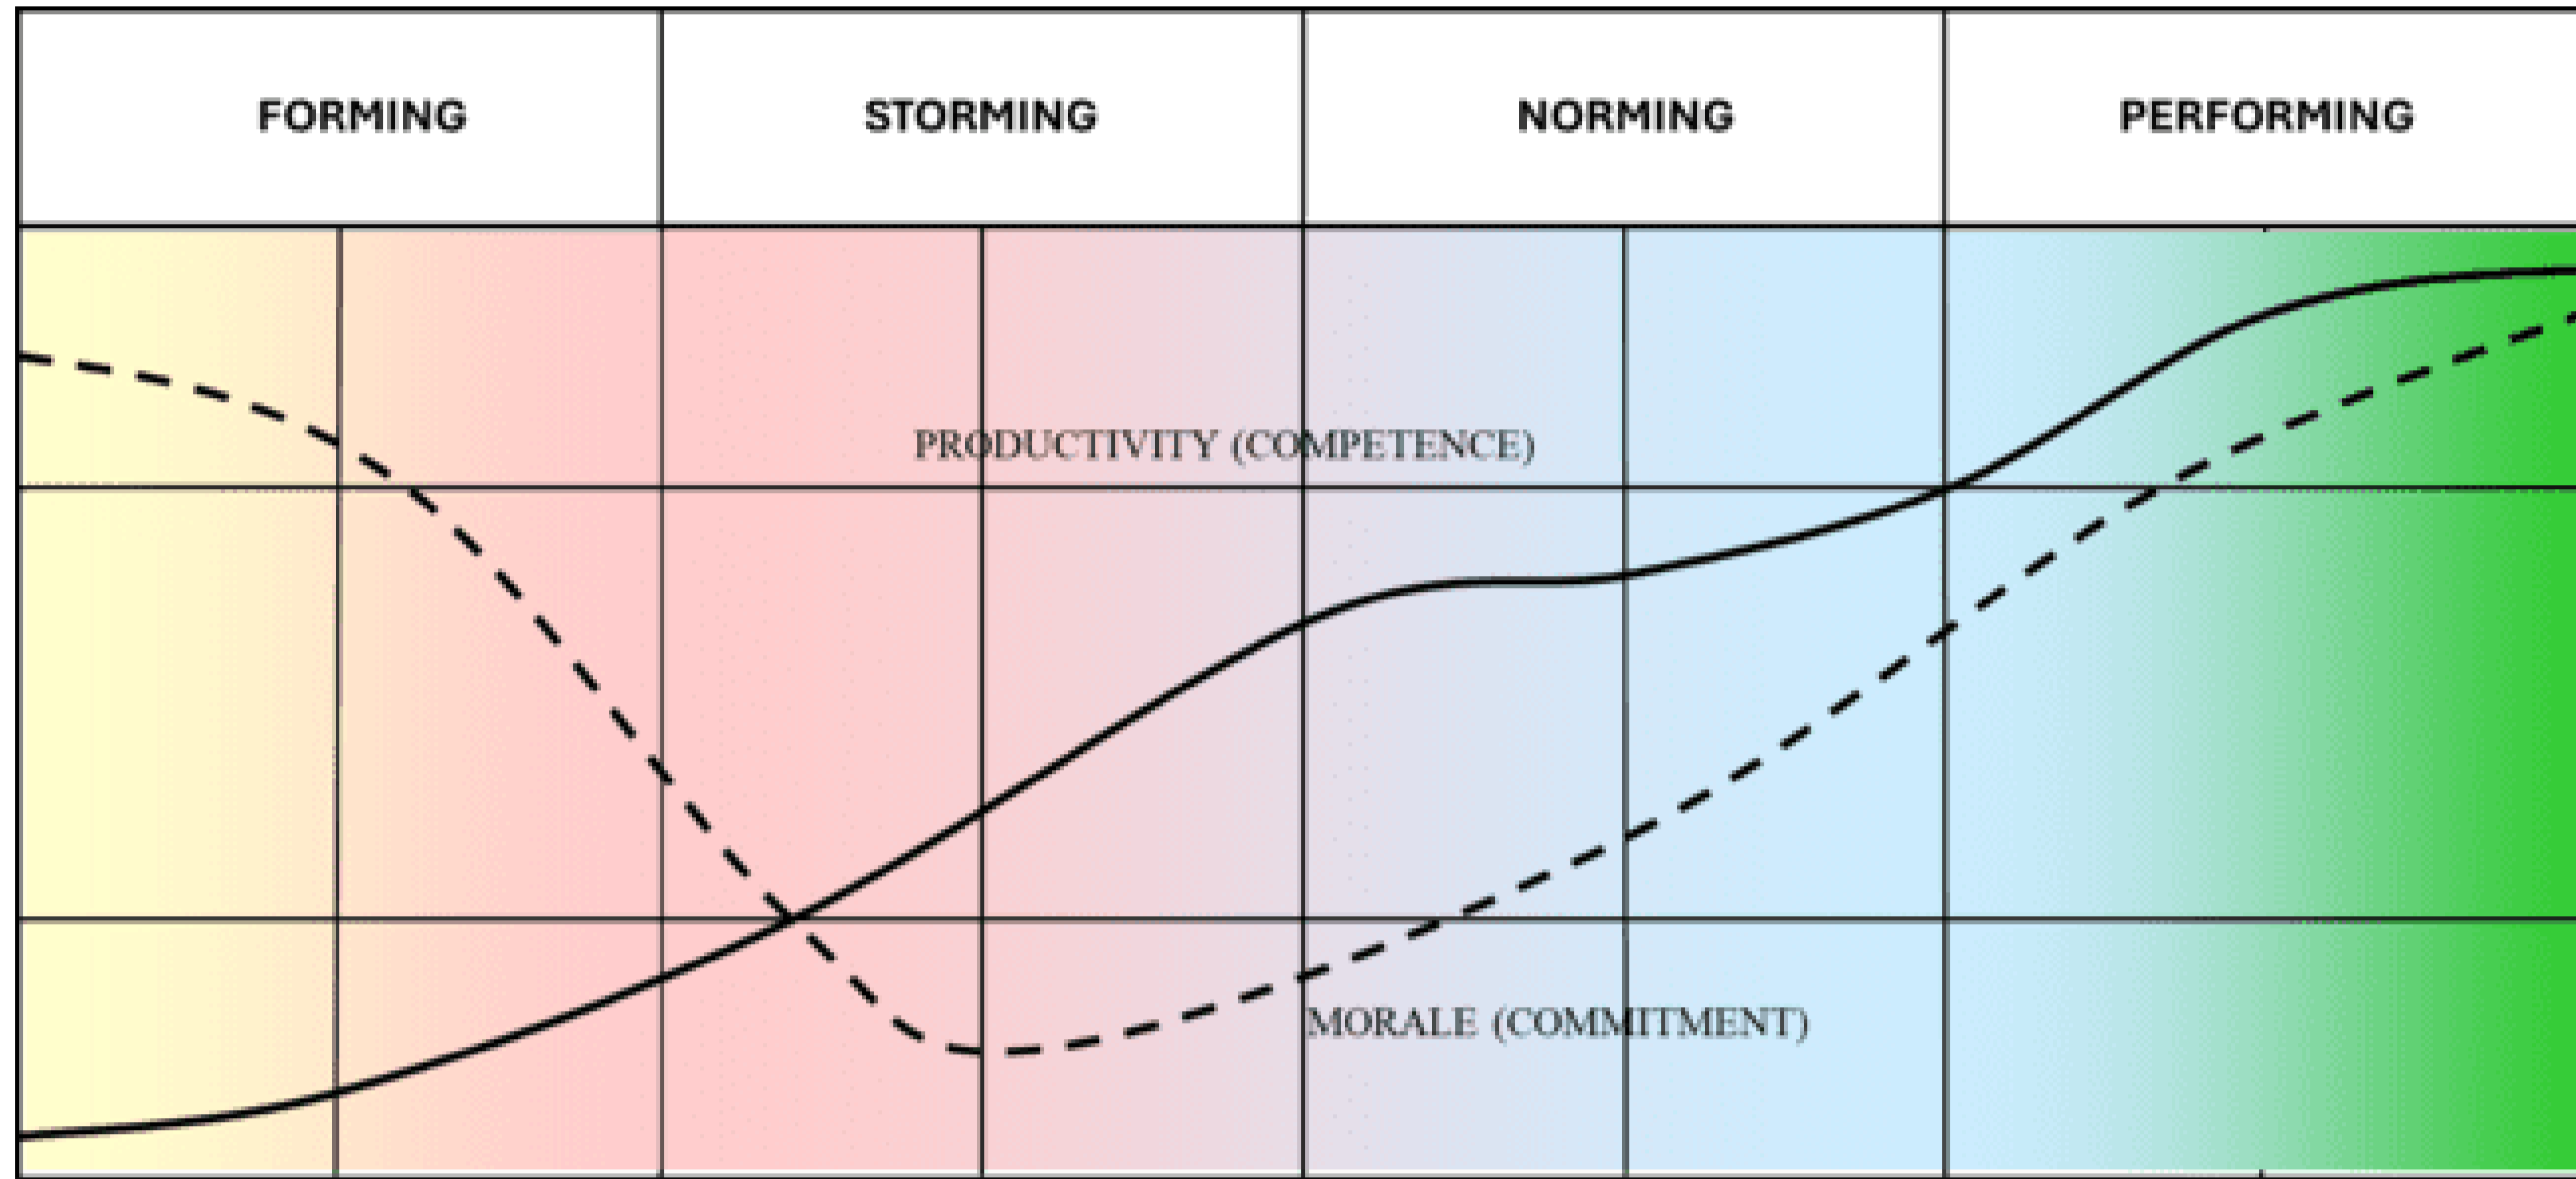 FORMING
STORMING
NORMING
PERFORMING
PRODUCTIVITY (COMPETENCE)
MORALE (COMMITMENT)